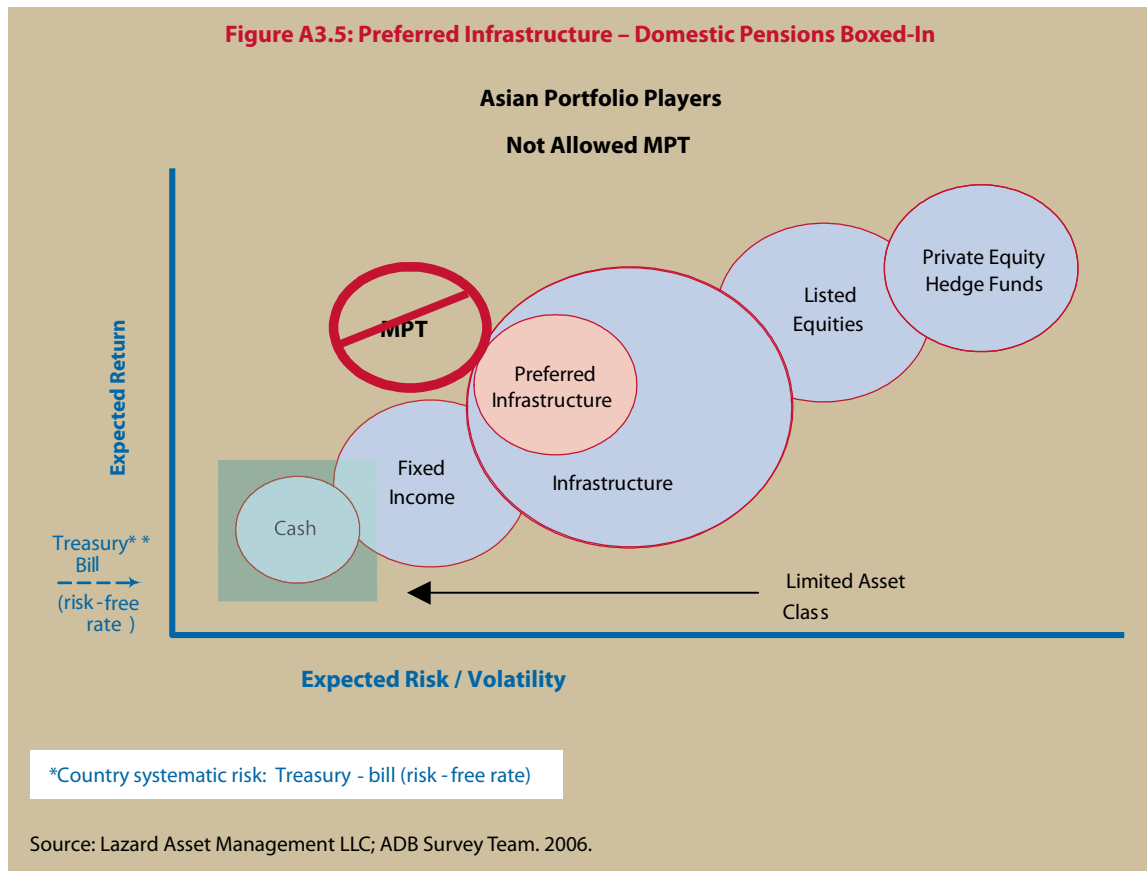 Figure A3.5: Preferred Infrastructure – Domestic Pensions Boxed-In
Asian Portfolio Players
Not Allowed MPT
Private Equity
Hedge Funds
Listed
Equities
MPT
Preferred
Infrastructure
Fixed
Income
Infrastructure
Cash
Expected Return
Treasury* *
Bill
(risk - free
rate )
Limited Asset
Class
Expected Risk / Volatility
*Country systematic risk: Treasury - bill (risk - free rate)
Source: Lazard Asset Management LLC; ADB Survey Team. 2006.